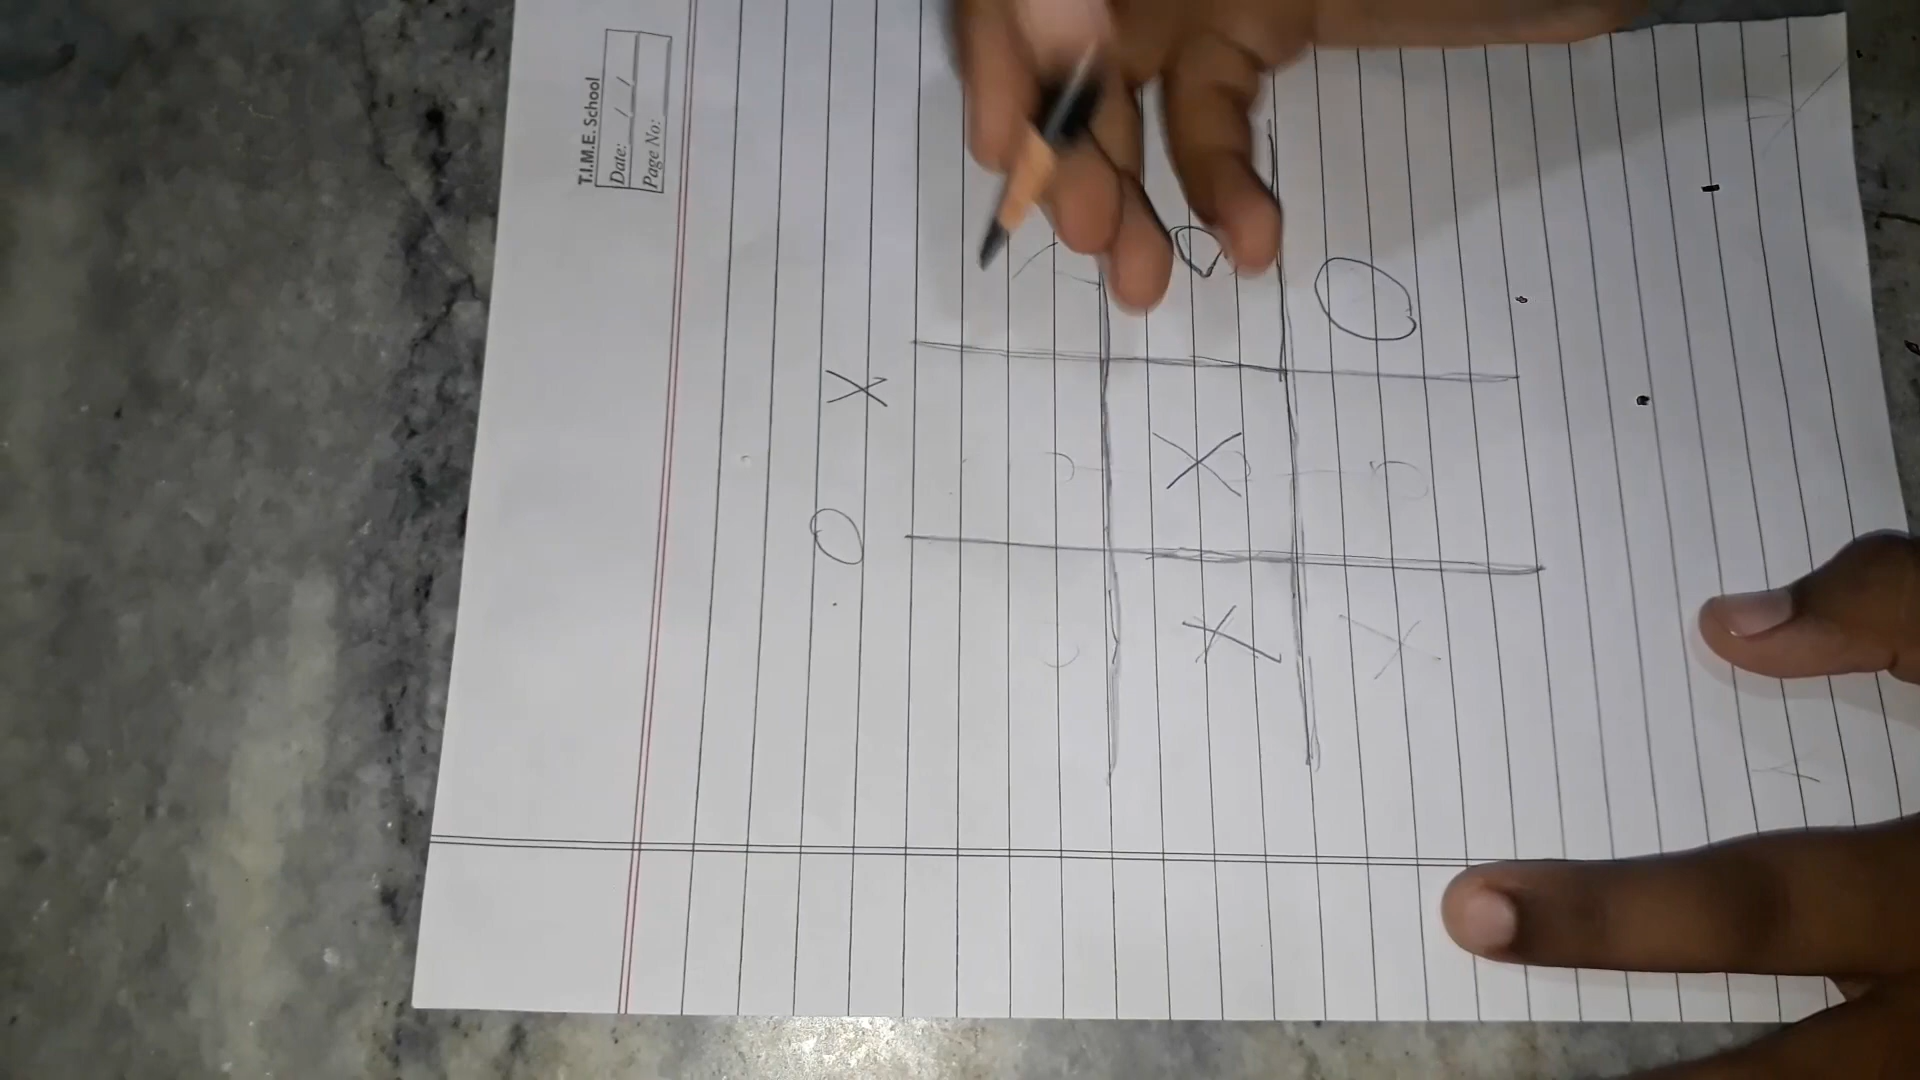 T.I.M.E. School
Date: / /
Page No:
O X
X X O
O